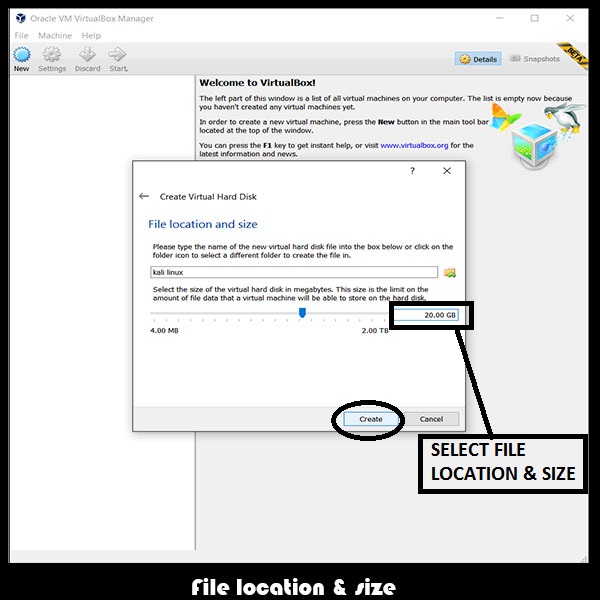 Oracle VM VirtualBox Manager
File Machine Help
New Settings Discard Start
Details Snapshots
BETA
Welcome to VirtualBox!
The left part of this window is a list of all virtual machines on your computer. The list is empty now because
you haven't created any virtual machines yet.
In order to create a new virtual machine, press the New button in the main tool bar
located at the top of the window.
You can press the F1 key to get instant help, or visit www.virtualbox.org for the
latest information and news.
?
Create Virtual Hard Disk
File location and size
Please type the name of the new virtual hard disk file into the box below or click on the
folder icon to select a different folder to create the file in.
kali linux
Select the size of the virtual hard disk in megabytes. This size is the limit on the
amount of file data that a virtual machine will be able to store on the hard disk.
20.00 GB
4.00 MB 2.00 TB
Create Cancel
SELECT FILE
LOCATION & SIZE
File location & size